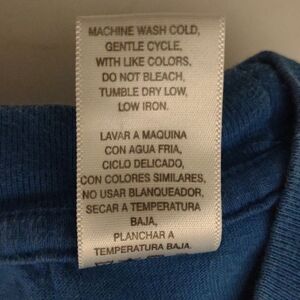 MACHINE WASH COLD,
GENTLE CYCLE,
WITH LIKE COLORS,
DO NOT BLEACH,
TUMBLE DRY LOW,
LOW IRON.
LAVAR A MAQUINA
CON AGUA FRIA,
CICLO DELICADO,
CON COLORES SIMILARES,
NO USAR BLANQUEADOR,
SECAR A TEMPERATURA
BAJA,
PLANCHAR A
TEMPERATURA BAJA.